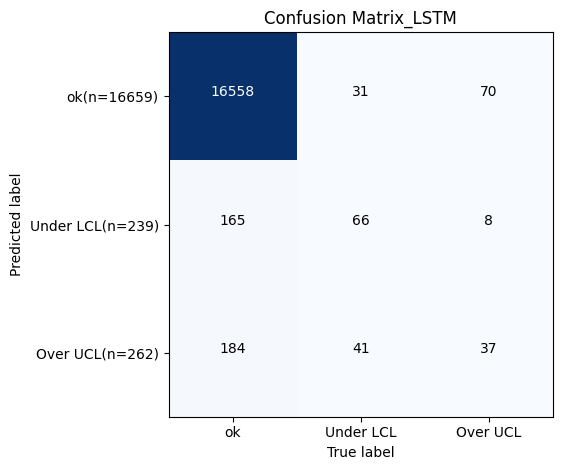 Confusion Matrix_LSTM
Predicted label
ok(n=16659)
16558 31 70
Under LCL(n=239)
165 66 8
Over UCL(n=262)
184 41 37
ok Under LCL Over UCL
True label